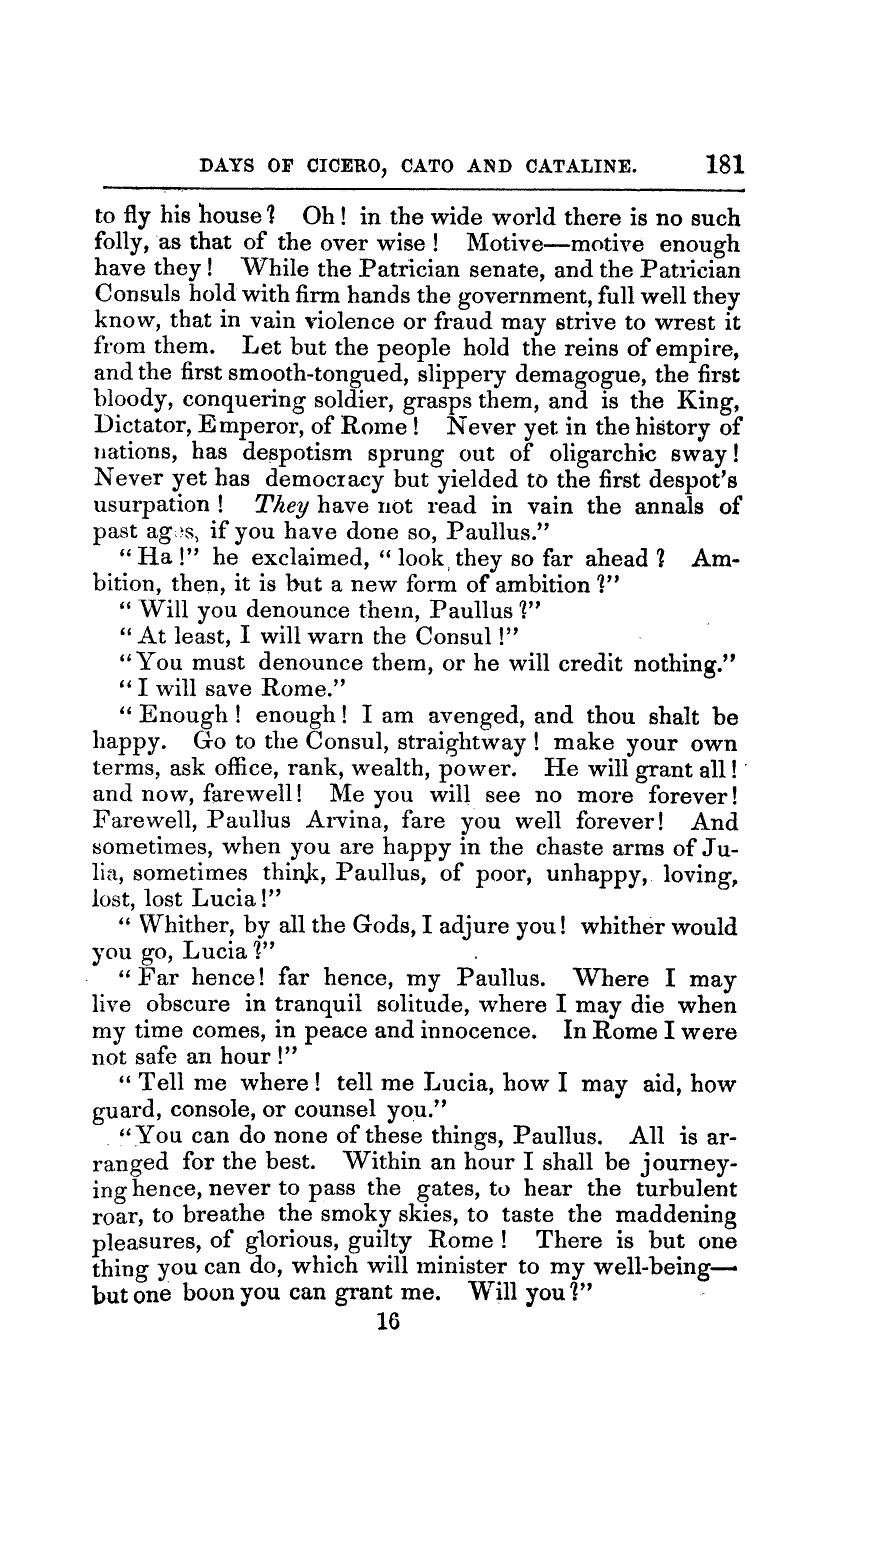 DAYS OF CICERO, CATO AND CATALINE. 181
to fly his house? Oh! in the wide world there is no such
folly, as that of the over wise! Motive—motive enough
have they! While the Patrician senate, and the Patrician
Consuls hold with firm hands the government, full well they
know, that in vain violence or fraud may strive to wrest it
from them. Let but the people hold the reins of empire,
and the first smooth-tongued, slippery demagogue, the first
bloody, conquering soldier, grasps them, and is the King,
Dictator, Emperor, of Rome! Never yet in the history of
nations, has despotism sprung out of oligarchic sway!
Never yet has democracy but yielded to the first despot's
usurpation! They have not read in vain the annals of
past ages, if you have done so, Paullus."
"Ha!" he exclaimed, "look they so far ahead? Am-
bition, then, it is but a new form of ambition?"
"Will you denounce them, Paullus?"
"At least, I will warn the Consul!"
"You must denounce them, or he will credit nothing."
"I will save Rome."
"Enough! enough! I am avenged, and thou shalt be
happy. Go to the Consul, straightway! make your own
terms, ask office, rank, wealth, power. He will grant all!
and now, farewell! Me you will see no more forever!
Farewell, Paullus Arvina, fare you well forever! And
sometimes, when you are happy in the chaste arms of Ju-
lia, sometimes think, Paullus, of poor, unhappy, loving,
lost, lost Lucia!"
"Whither, by all the Gods, I adjure you! whither would
you go, Lucia?"
"Far hence! far hence, my Paullus. Where I may
live obscure in tranquil solitude, where I may die when
my time comes, in peace and innocence. In Rome I were
not safe an hour!"
"Tell me where! tell me Lucia, how I may aid, how
guard, console, or counsel you."
"You can do none of these things, Paullus. All is ar-
ranged for the best. Within an hour I shall be journey-
ing hence, never to pass the gates, to hear the turbulent
roar, to breathe the smoky skies, to taste the maddening
pleasures, of glorious, guilty Rome! There is but one
thing you can do, which will minister to my well-being—
but one boon you can grant me. Will you?"
16